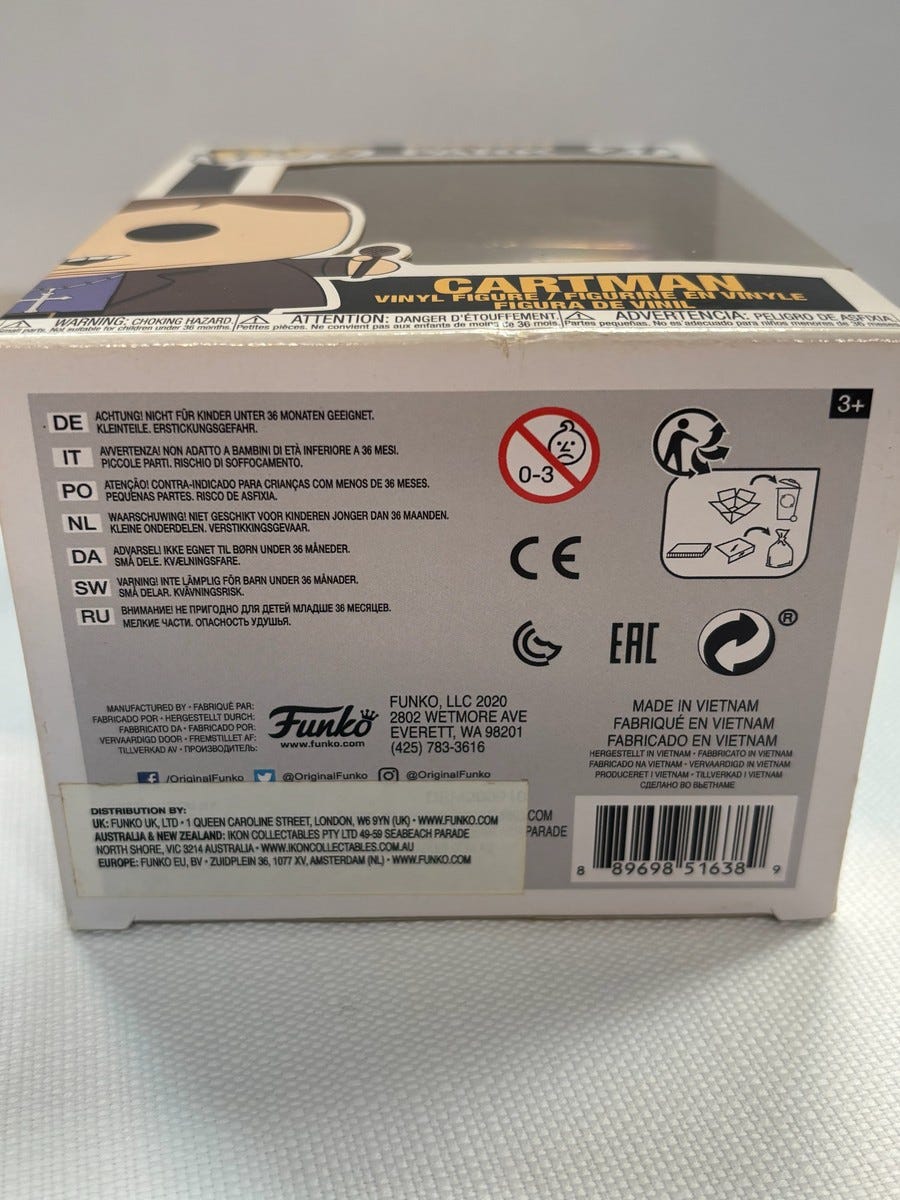 CARTMAN
VINYL FIGURE / FIGURINE EN VINYLE
FIGURA DE VINIL
WARNING: CHOKING HAZARD.
Small parts. Not suitable for children under 36 months.
ATTENTION: DANGER D'ÉTOUFFEMENT.
Petites pièces. Ne convient pas aux enfants de moins de 36 mois.
ADVERTENCIA: PELIGRO DE ASFIXIA.
Partes pequeñas. No es adecuado para niños menores de 36
3+
DE ACHTUNG! NICHT FÜR KINDER UNTER 36 MONATEN GEEIGNET.
KLEINTEILE. ERSTICKUNGSGEFAHR.
IT AVVERTENZA! NON ADATTO A BAMBINI DI ETÀ INFERIORE A 36 MESI.
PICCOLE PARTI. RISCHIO DI SOFFOCAMENTO.
PO ATENÇÃO! CONTRA-INDICADO PARA CRIANÇAS COM MENOS DE 36 MESES.
PEQUENAS PARTES. RISCO DE ASFIXIA.
NL WAARSCHUWING! NIET GESCHIKT VOOR KINDEREN JONGER DAN 36 MAANDEN.
KLEINE ONDERDELEN. VERSTIKKINGSGEVAAR.
DA ADVARSEL! IKKE EGNET TIL BØRN UNDER 36 MÅNEDER.
SMÅ DELE. KVÆLNINGSFARE.
SW VARNING! INTE LÄMPLIG FÖR BARN UNDER 36 MÅNADER.
SMÅ DELAR. KVÄVNINGSRISK.
RU ВНИМАНИЕ! НЕ ПРИГОДНО ДЛЯ ДЕТЕЙ МЛАДШЕ 36 МЕСЯЦЕВ.
МЕЛКИЕ ЧАСТИ. ОПАСНОСТЬ УДУШЬЯ.
0-3
CE
EAC
®
MANUFACTURED BY • FABRIQUÉ PAR:
FABRICADO POR • HERGESTELLT DURCH:
FABBRICATO DA • FABRICADO POR:
VERVAARDIGD DOOR • FREMSTILLET AF:
TILLVERKAD AV • ПРОИЗВОДИТЕЛЬ:
Funko
www.funko.com
FUNKO, LLC 2020
2802 WETMORE AVE
EVERETT, WA 98201
(425) 783-3616
/OriginalFunko @OriginalFunko @OriginalFunko
MADE IN VIETNAM
FABRIQUÉ EN VIETNAM
FABRICADO EN VIETNAM
HERGESTELLT IN VIETNAM • FABBRICATO IN VIETNAM
FABRICADO NA VIETNAM • VERVAARDIGD IN VIETNAM
PRODUCERET I VIETNAM • TILLVERKAD I VIETNAM
СДЕЛАНО ВО ВЬЕТНАМЕ
DISTRIBUTION BY:
UK: FUNKO UK, LTD • 1 QUEEN CAROLINE STREET, LONDON, W6 9YN (UK) • WWW.FUNKO.COM
AUSTRALIA & NEW ZEALAND: IKON COLLECTABLES PTY LTD 49-59 SEABEACH PARADE
NORTH SHORE, VIC 3214 AUSTRALIA • WWW.IKONCOLLECTABLES.COM.AU
EUROPE: FUNKO EU, BV • ZUIDPLEIN 36, 1077 XV, AMSTERDAM (NL) • WWW.FUNKO.COM
.COM
PARADE
8 89698 51638 9